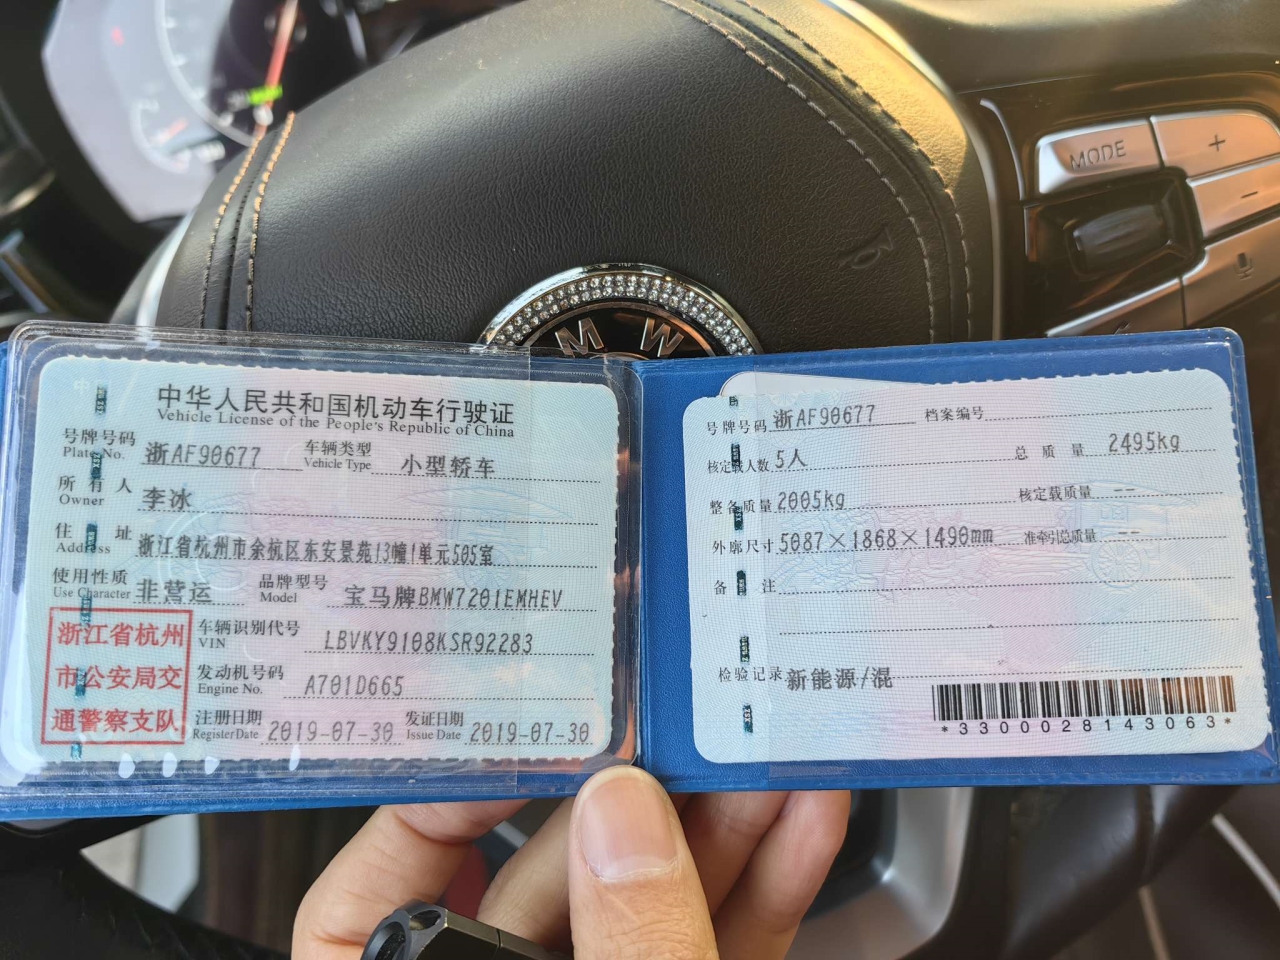 MODE
+
-
M W
中华人民共和国机动车行驶证
Vehicle License of the People's Republic of China
号牌号码 浙AF90677 车辆类型 小型轿车
Plate No. Vehicle Type
所有人 李冰
Owner
住址 浙江省杭州市余杭区东安景苑13幢1单元505室
Address
使用性质 非营运 品牌型号 宝马牌BMW7201EMHEV
Use Character Model
浙江省杭州
市公安局交
通警察支队
车辆识别代号 LBVKY9108KSR92283
VIN
发动机号码 A701D665
Engine No.
注册日期 2019-07-30 发证日期 2019-07-30
Register Date Issue Date
号牌号码 浙AF90677 档案编号
核定载人数 5人 总质量 2495kg
整备质量 2005kg 核定载质量 --
外廓尺寸 5087×1868×1490mm 准牵引总质量 --
备注
检验记录 新能源/混
*3300028143063*